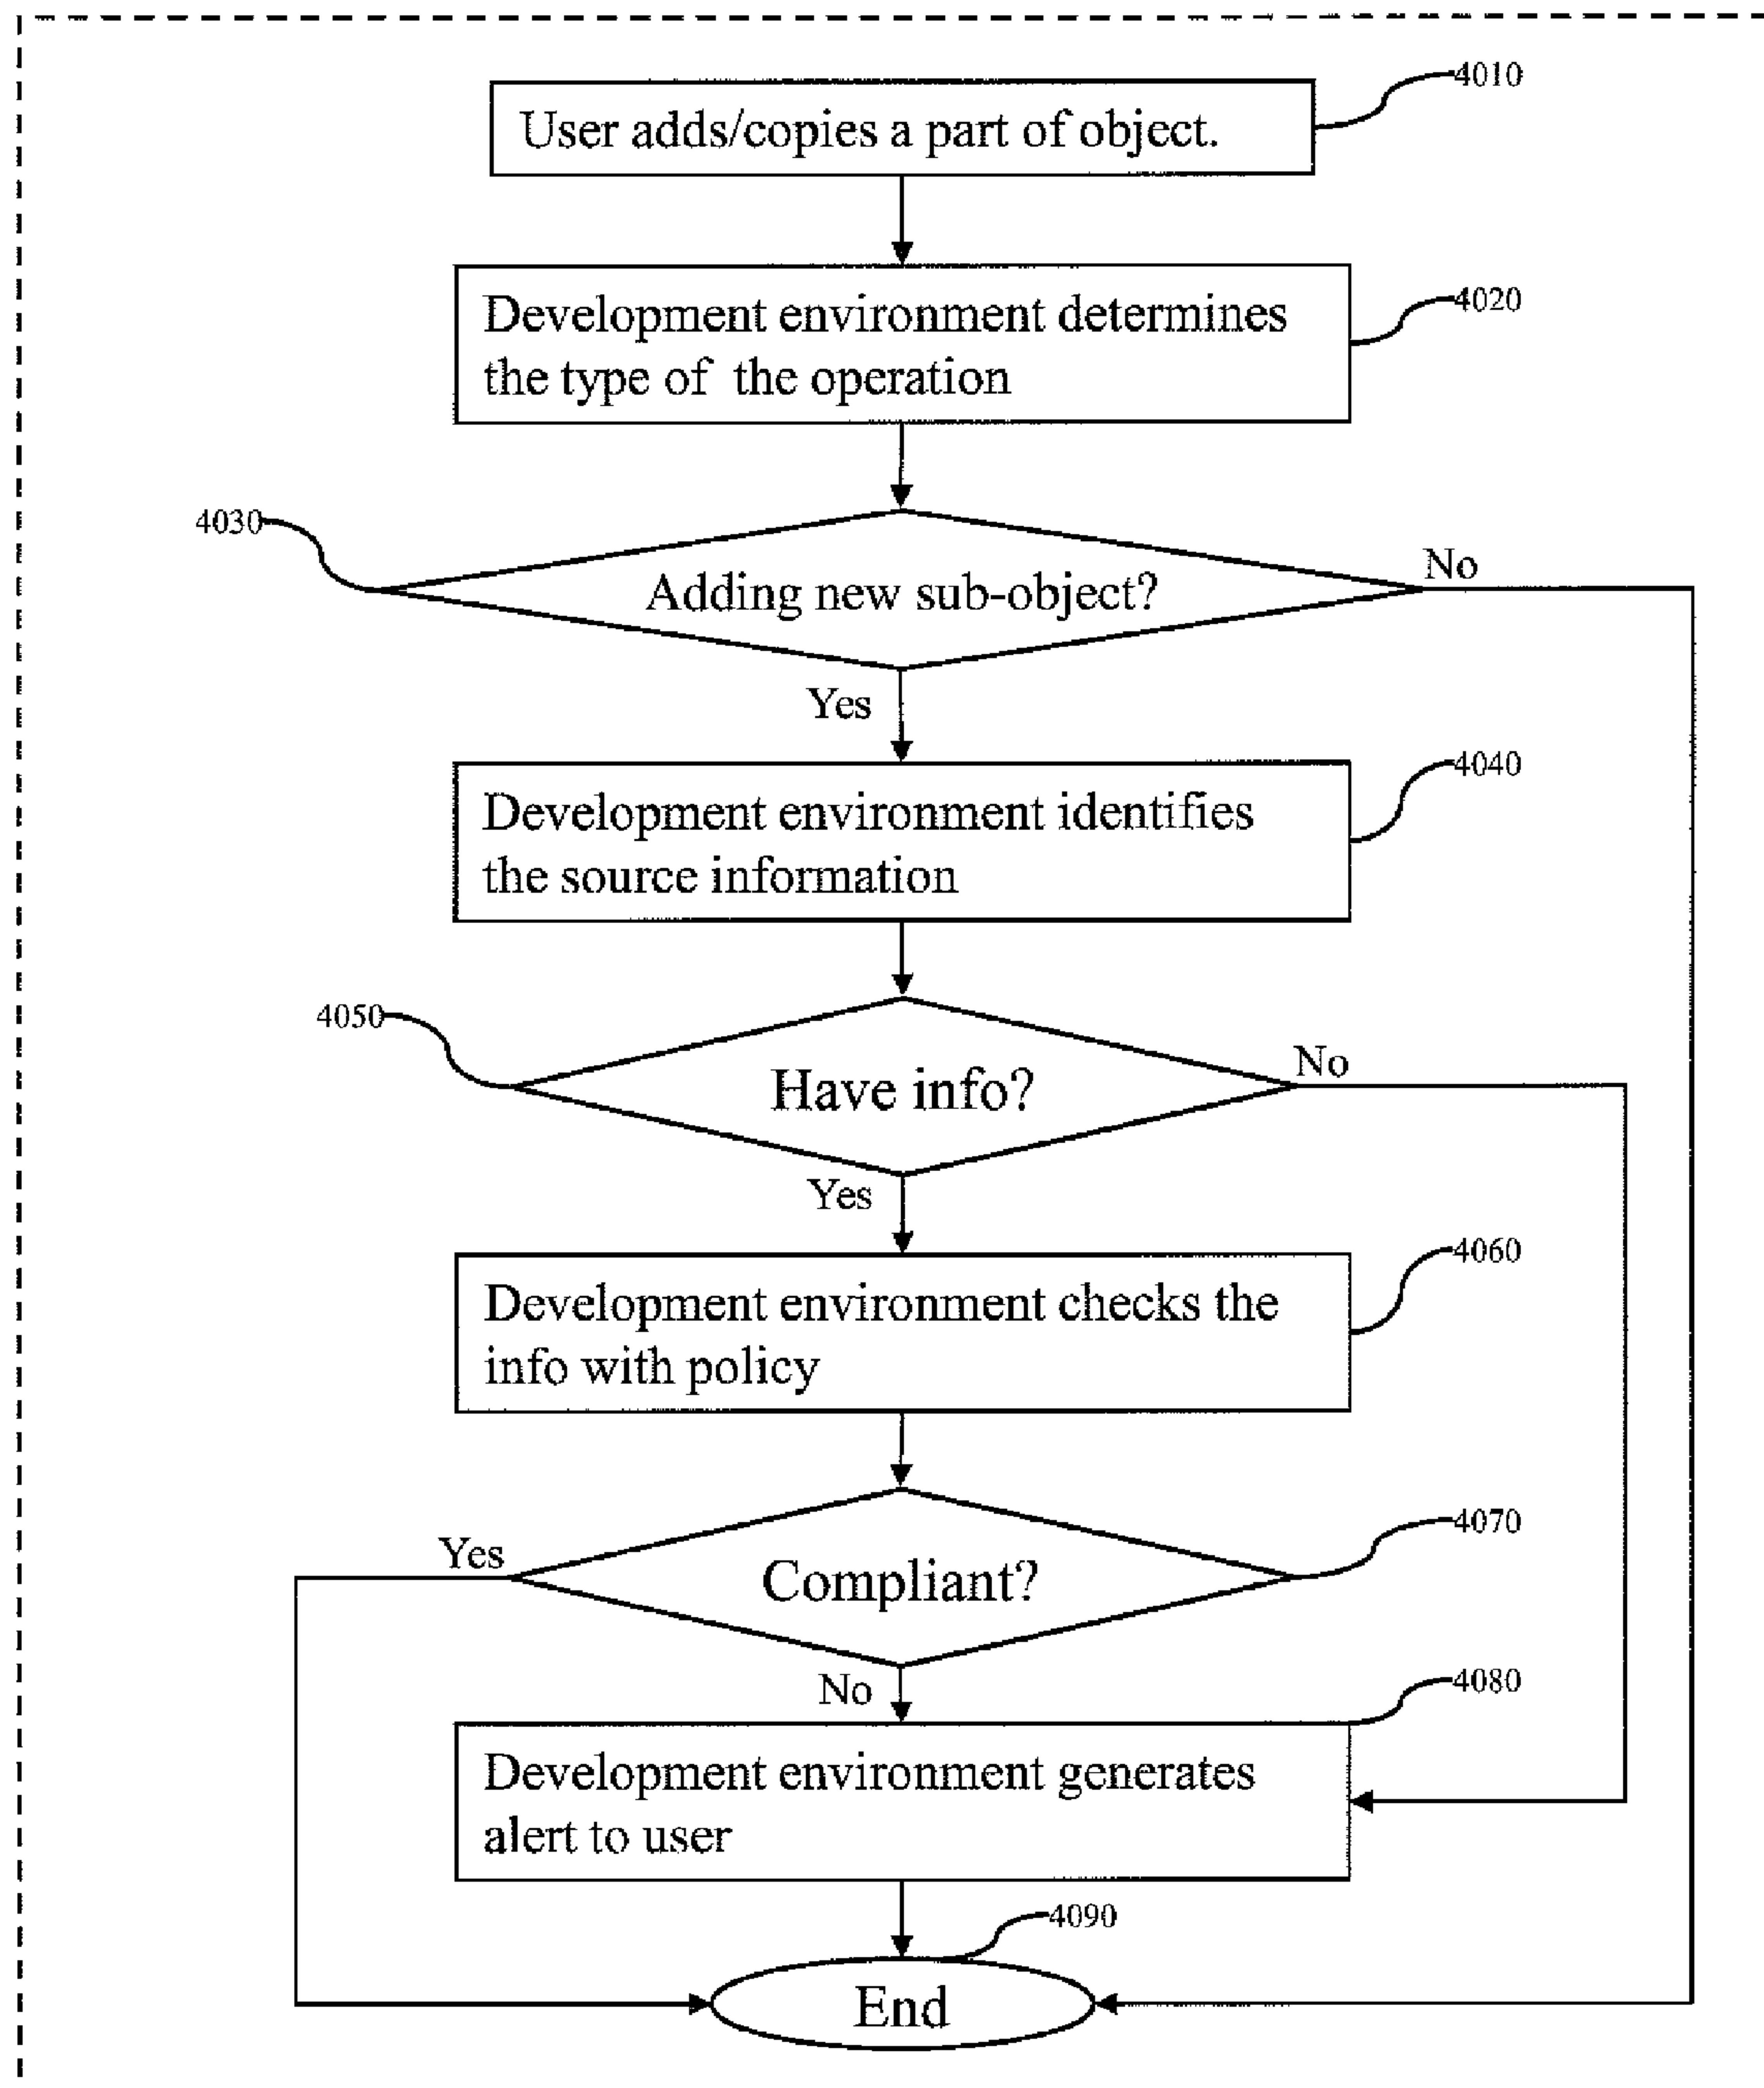 4010
User adds/copies a part of object.
4020
Development environment determines
the type of the operation
4030
Adding new sub-object?
No
Yes
4040
Development environment identifies
the source information
4050
Have info?
No
Yes
4060
Development environment checks the
info with policy
4070
Yes
Compliant?
No
4080
Development environment generates
alert to user
4090
End